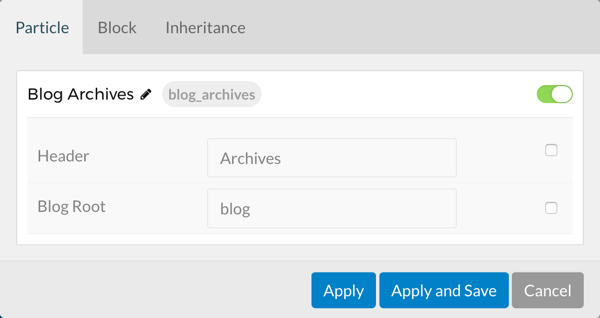 Particle Block Inheritance
Blog Archives blog_archives
Header Archives
Blog Root blog
Apply Apply and Save Cancel